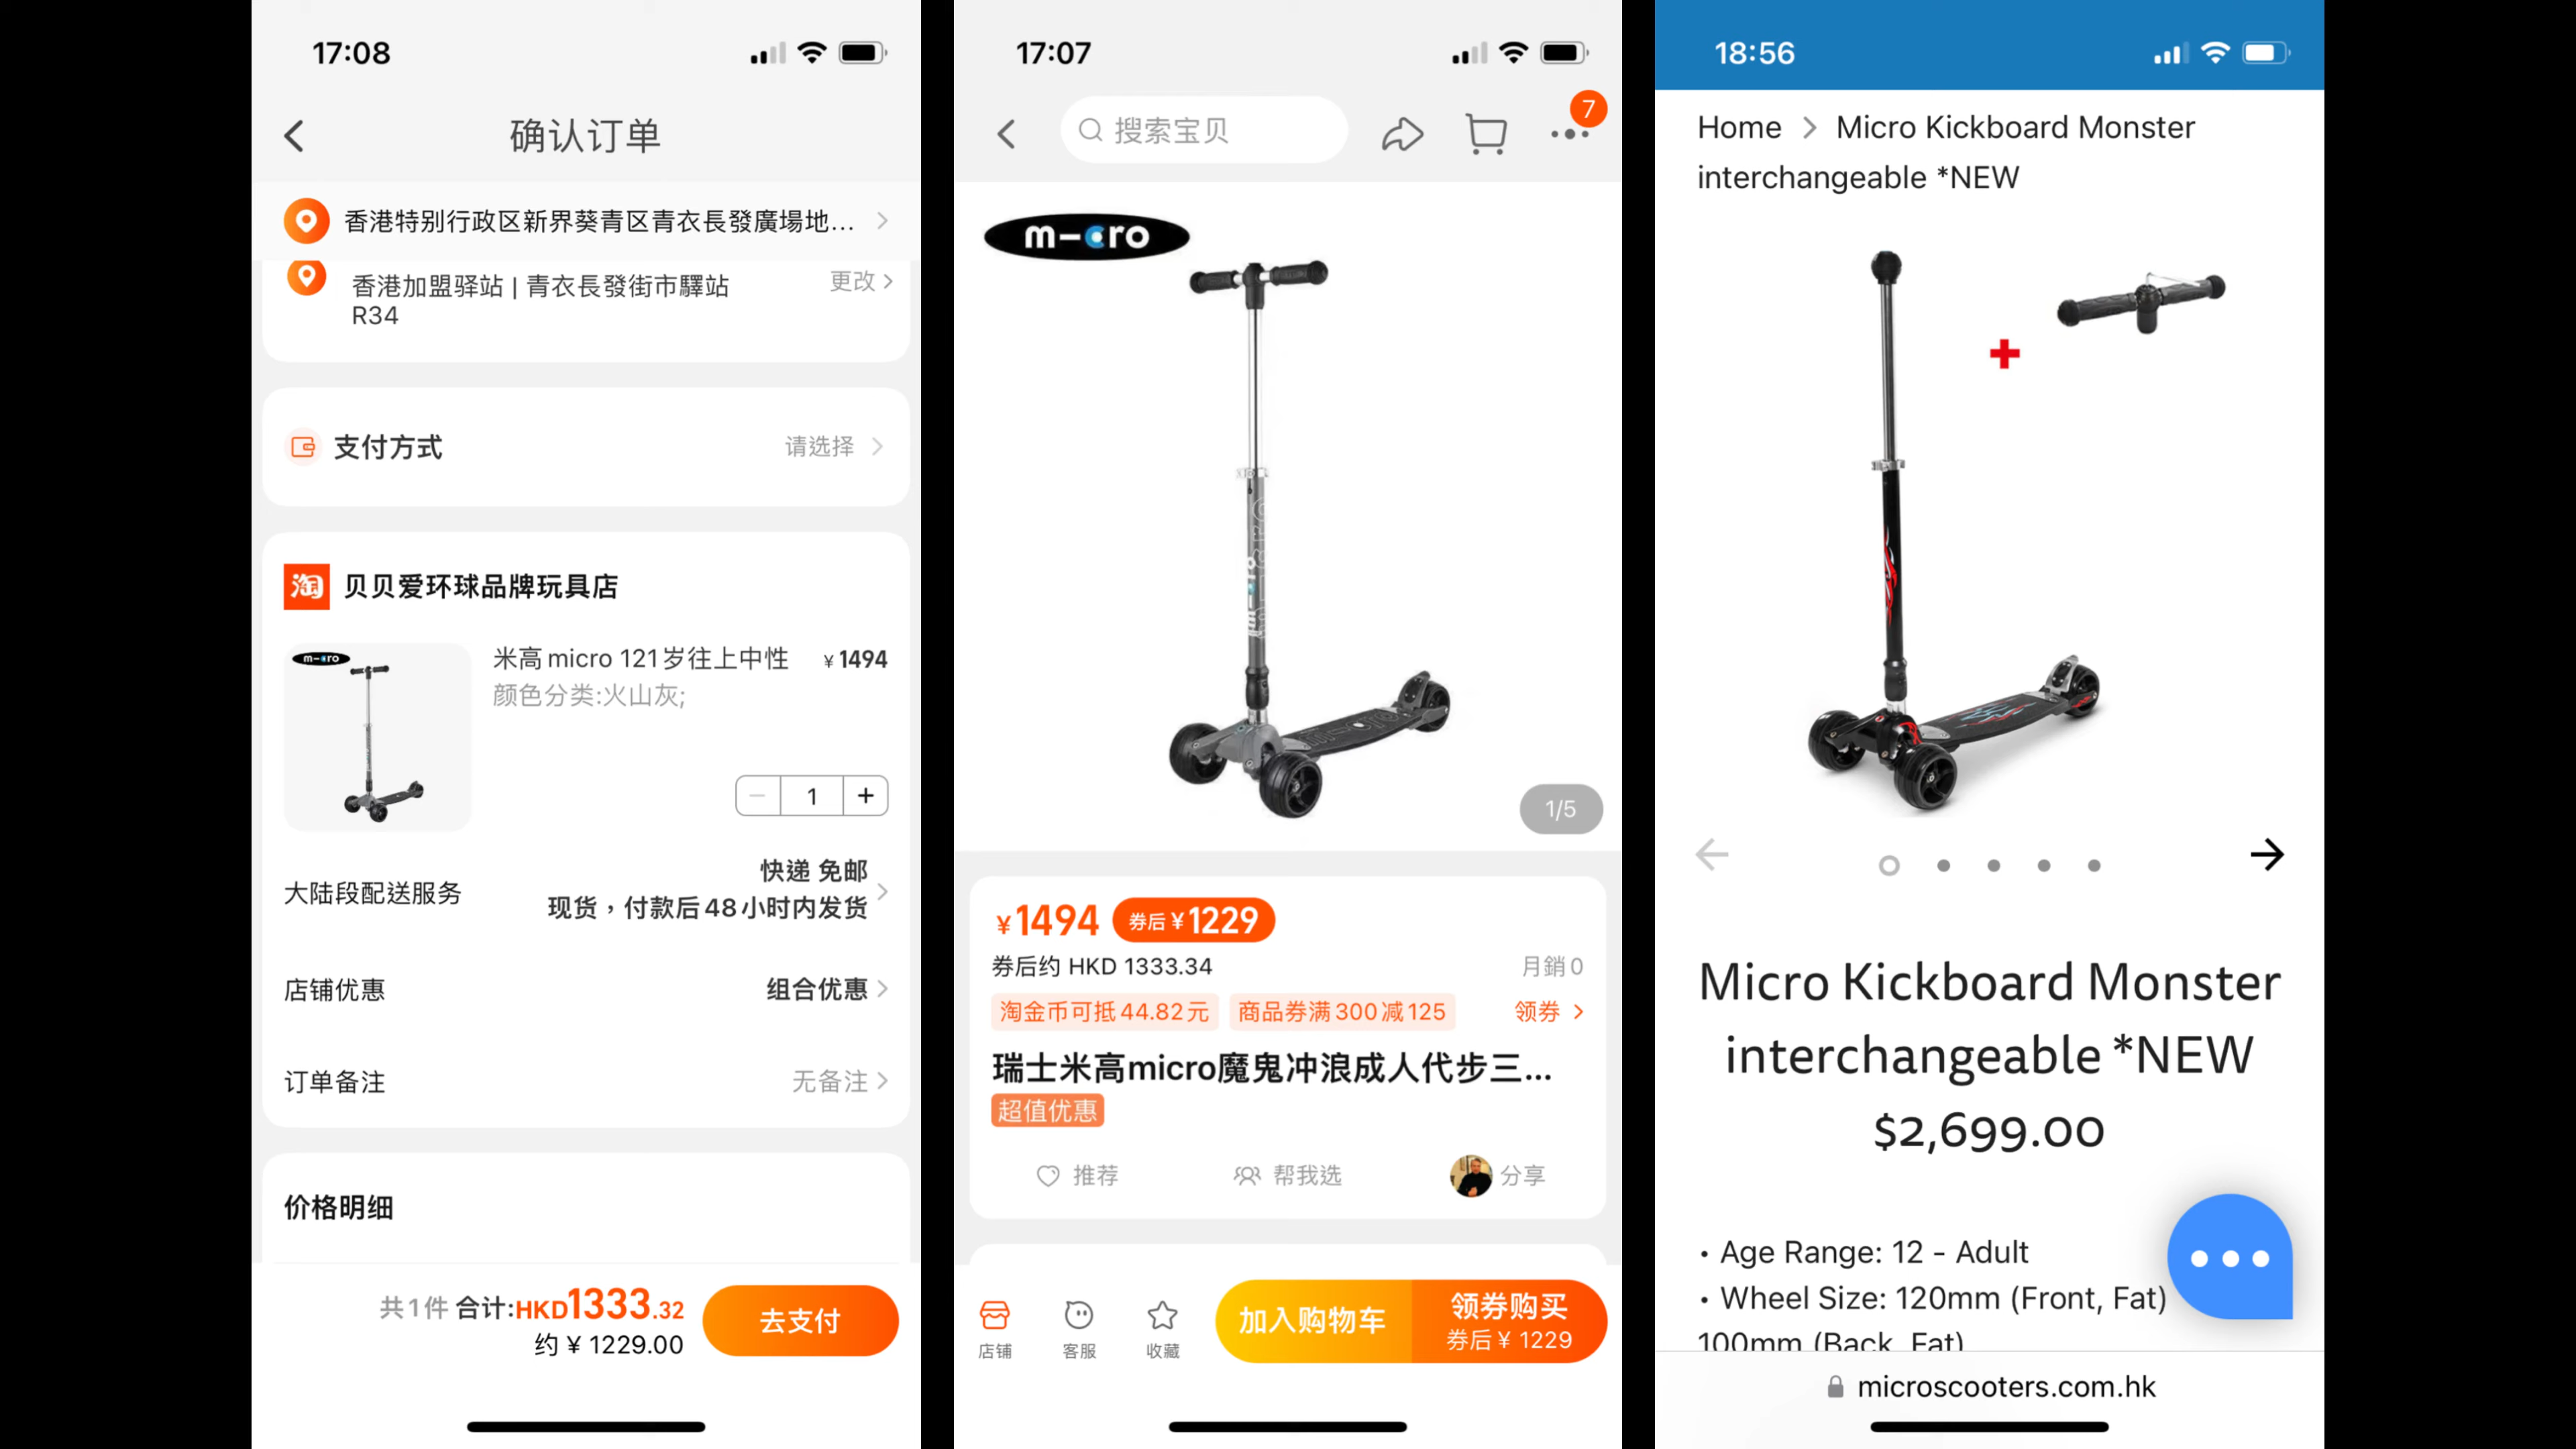 17:08
确认订单
香港特别行政区新界葵青区青衣長發廣場地...
香港加盟驿站 | 青衣長發街市驛站
R34
更改
支付方式
请选择
淘
贝贝爱环球品牌玩具店
micro
米高micro 121岁往上中性
¥1494
颜色分类:火山灰;
1
大陆段配送服务
快递 免邮
现货，付款后48小时内发货
店铺优惠
组合优惠
订单备注
无备注
价格明细
共1件 合计:HKD1333.32
约 ¥ 1229.00
去支付
17:07
搜索宝贝
7
micro
micro
1/5
¥1494
券后 ¥1229
券后约 HKD 1333.34
月銷0
淘金币可抵44.82元
商品券满300减125
领券
瑞士米高micro魔鬼冲浪成人代步三...
超值优惠
推荐
帮我选
分享
店铺
客服
收藏
加入购物车
领券购买
券后 ¥ 1229
18:56
Home > Micro Kickboard Monster
interchangeable *NEW
Micro Kickboard Monster
interchangeable *NEW
$2,699.00
• Age Range: 12 - Adult
• Wheel Size: 120mm (Front, Fat)
100mm (Back, Fat)
microscooters.com.hk